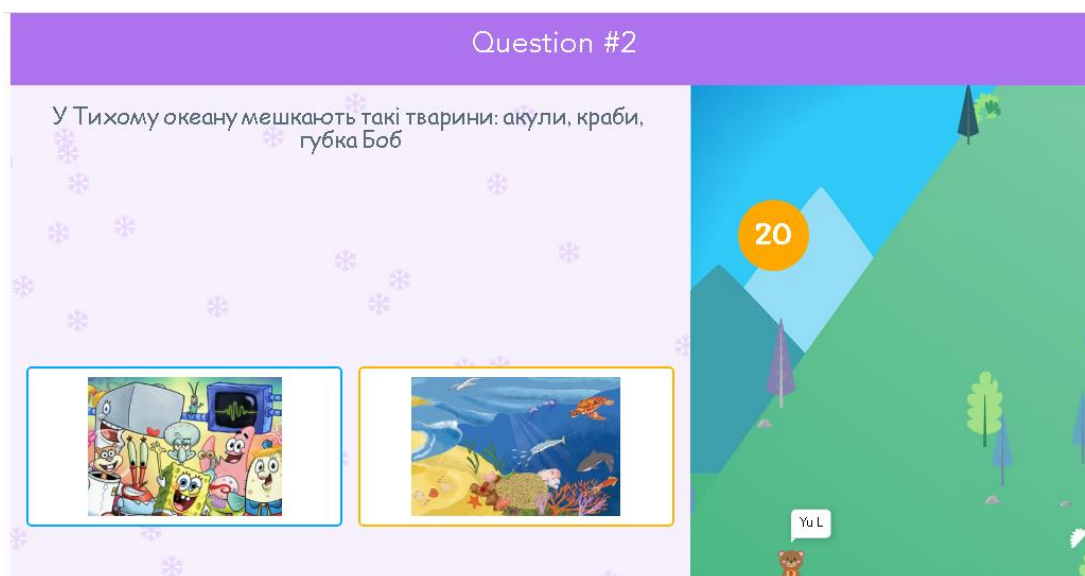 Question #2
У Тихому океану мешкають такі тварини: акули, краби,
губка Боб
20
Yu L